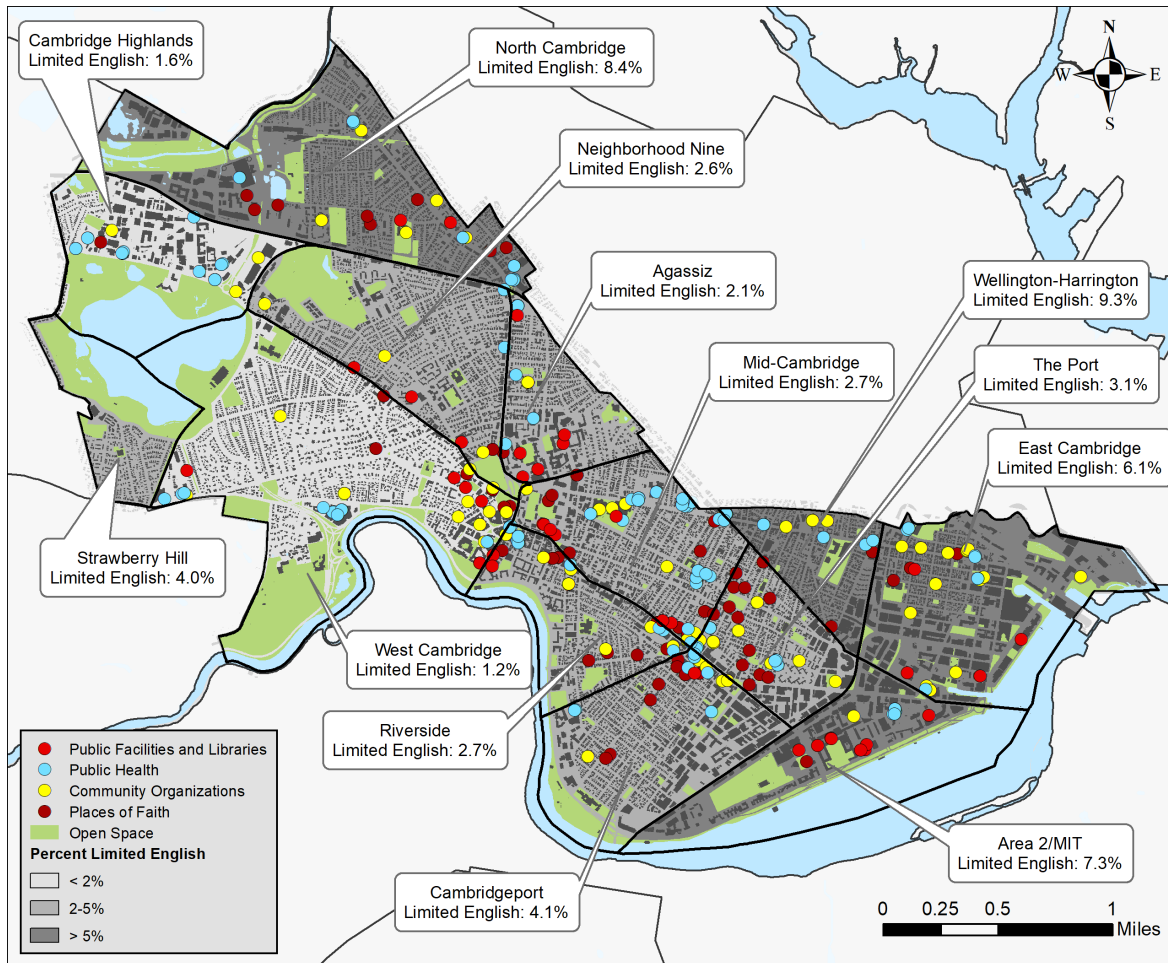 Cambridge Highlands
Limited English: 1.6%
North Cambridge
Limited English: 8.4%
N
W
E
S
Neighborhood Nine
Limited English: 2.6%
Agassiz
Limited English: 2.1%
Wellington-Harrington
Limited English: 9.3%
Mid-Cambridge
Limited English: 2.7%
The Port
Limited English: 3.1%
East Cambridge
Limited English: 6.1%
Strawberry Hill
Limited English: 4.0%
West Cambridge
Limited English: 1.2%
Riverside
Limited English: 2.7%
Area 2/MIT
Limited English: 7.3%
Cambridgeport
Limited English: 4.1%
Public Facilities and Libraries
Public Health
Community Organizations
Places of Faith
Open Space
Percent Limited English
< 2%
2-5%
> 5%
0 0.25 0.5 1
Miles